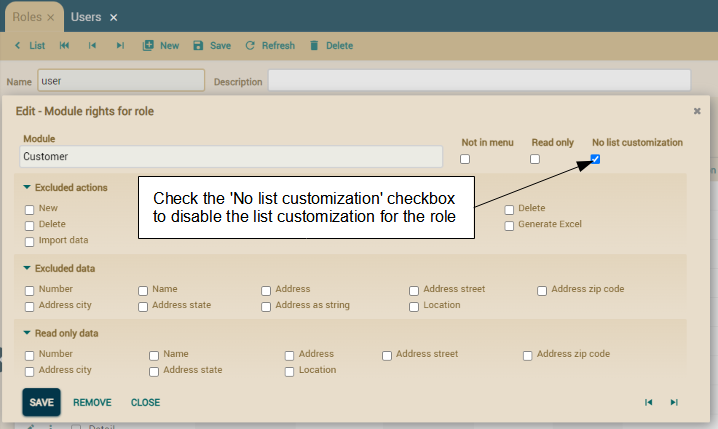 Roles × Users ×
List New Save Refresh Delete
Name user Description
Edit - Module rights for role
Module Not in menu Read only No list customization
Customer
Check the 'No list customization' checkbox
to disable the list customization for the role
Excluded actions
New Delete
Delete Generate Excel
Import data
Excluded data
Number Name Address Address street Address zip code
Address city Address state Address as string Location
Read only data
Number Name Address Address street Address zip code
Address city Address state Location
SAVE REMOVE CLOSE
Detail